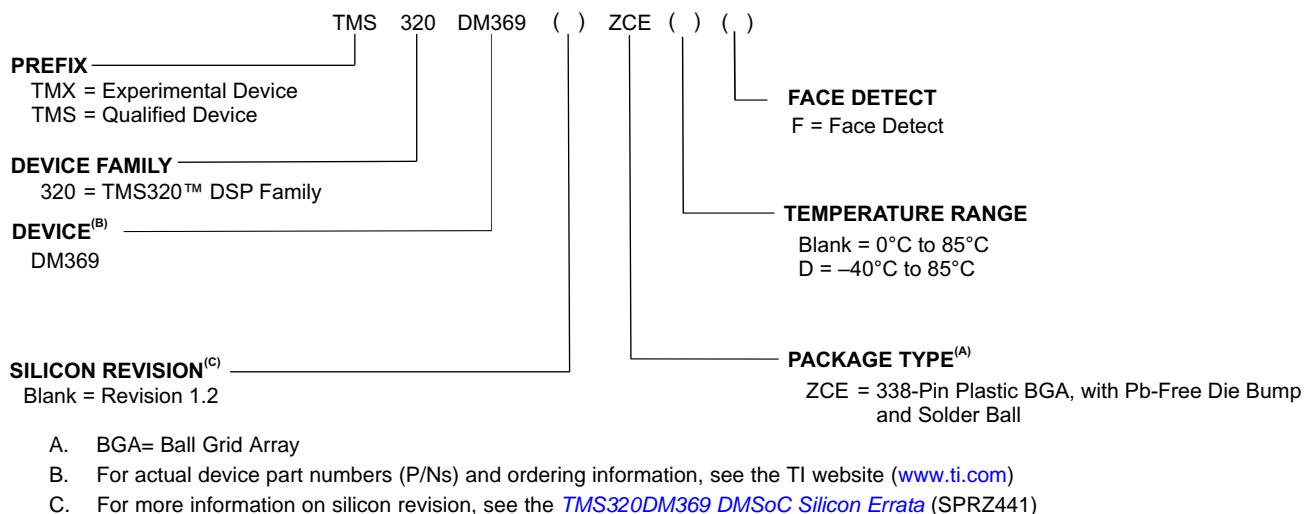 TMS 320 DM369 ( ) ZCE ( ) ( )
PREFIX
TMX = Experimental Device
TMS = Qualified Device
FACE DETECT
F = Face Detect
DEVICE FAMILY
320 = TMS320™ DSP Family
DEVICE(B)
DM369
TEMPERATURE RANGE
Blank = 0°C to 85°C
D = –40°C to 85°C
SILICON REVISION(C)
Blank = Revision 1.2
PACKAGE TYPE(A)
ZCE = 338-Pin Plastic BGA, with Pb-Free Die Bump
and Solder Ball
A. BGA= Ball Grid Array
B. For actual device part numbers (P/Ns) and ordering information, see the TI website (www.ti.com)
C. For more information on silicon revision, see the TMS320DM369 DMSoC Silicon Errata (SPRZ441)